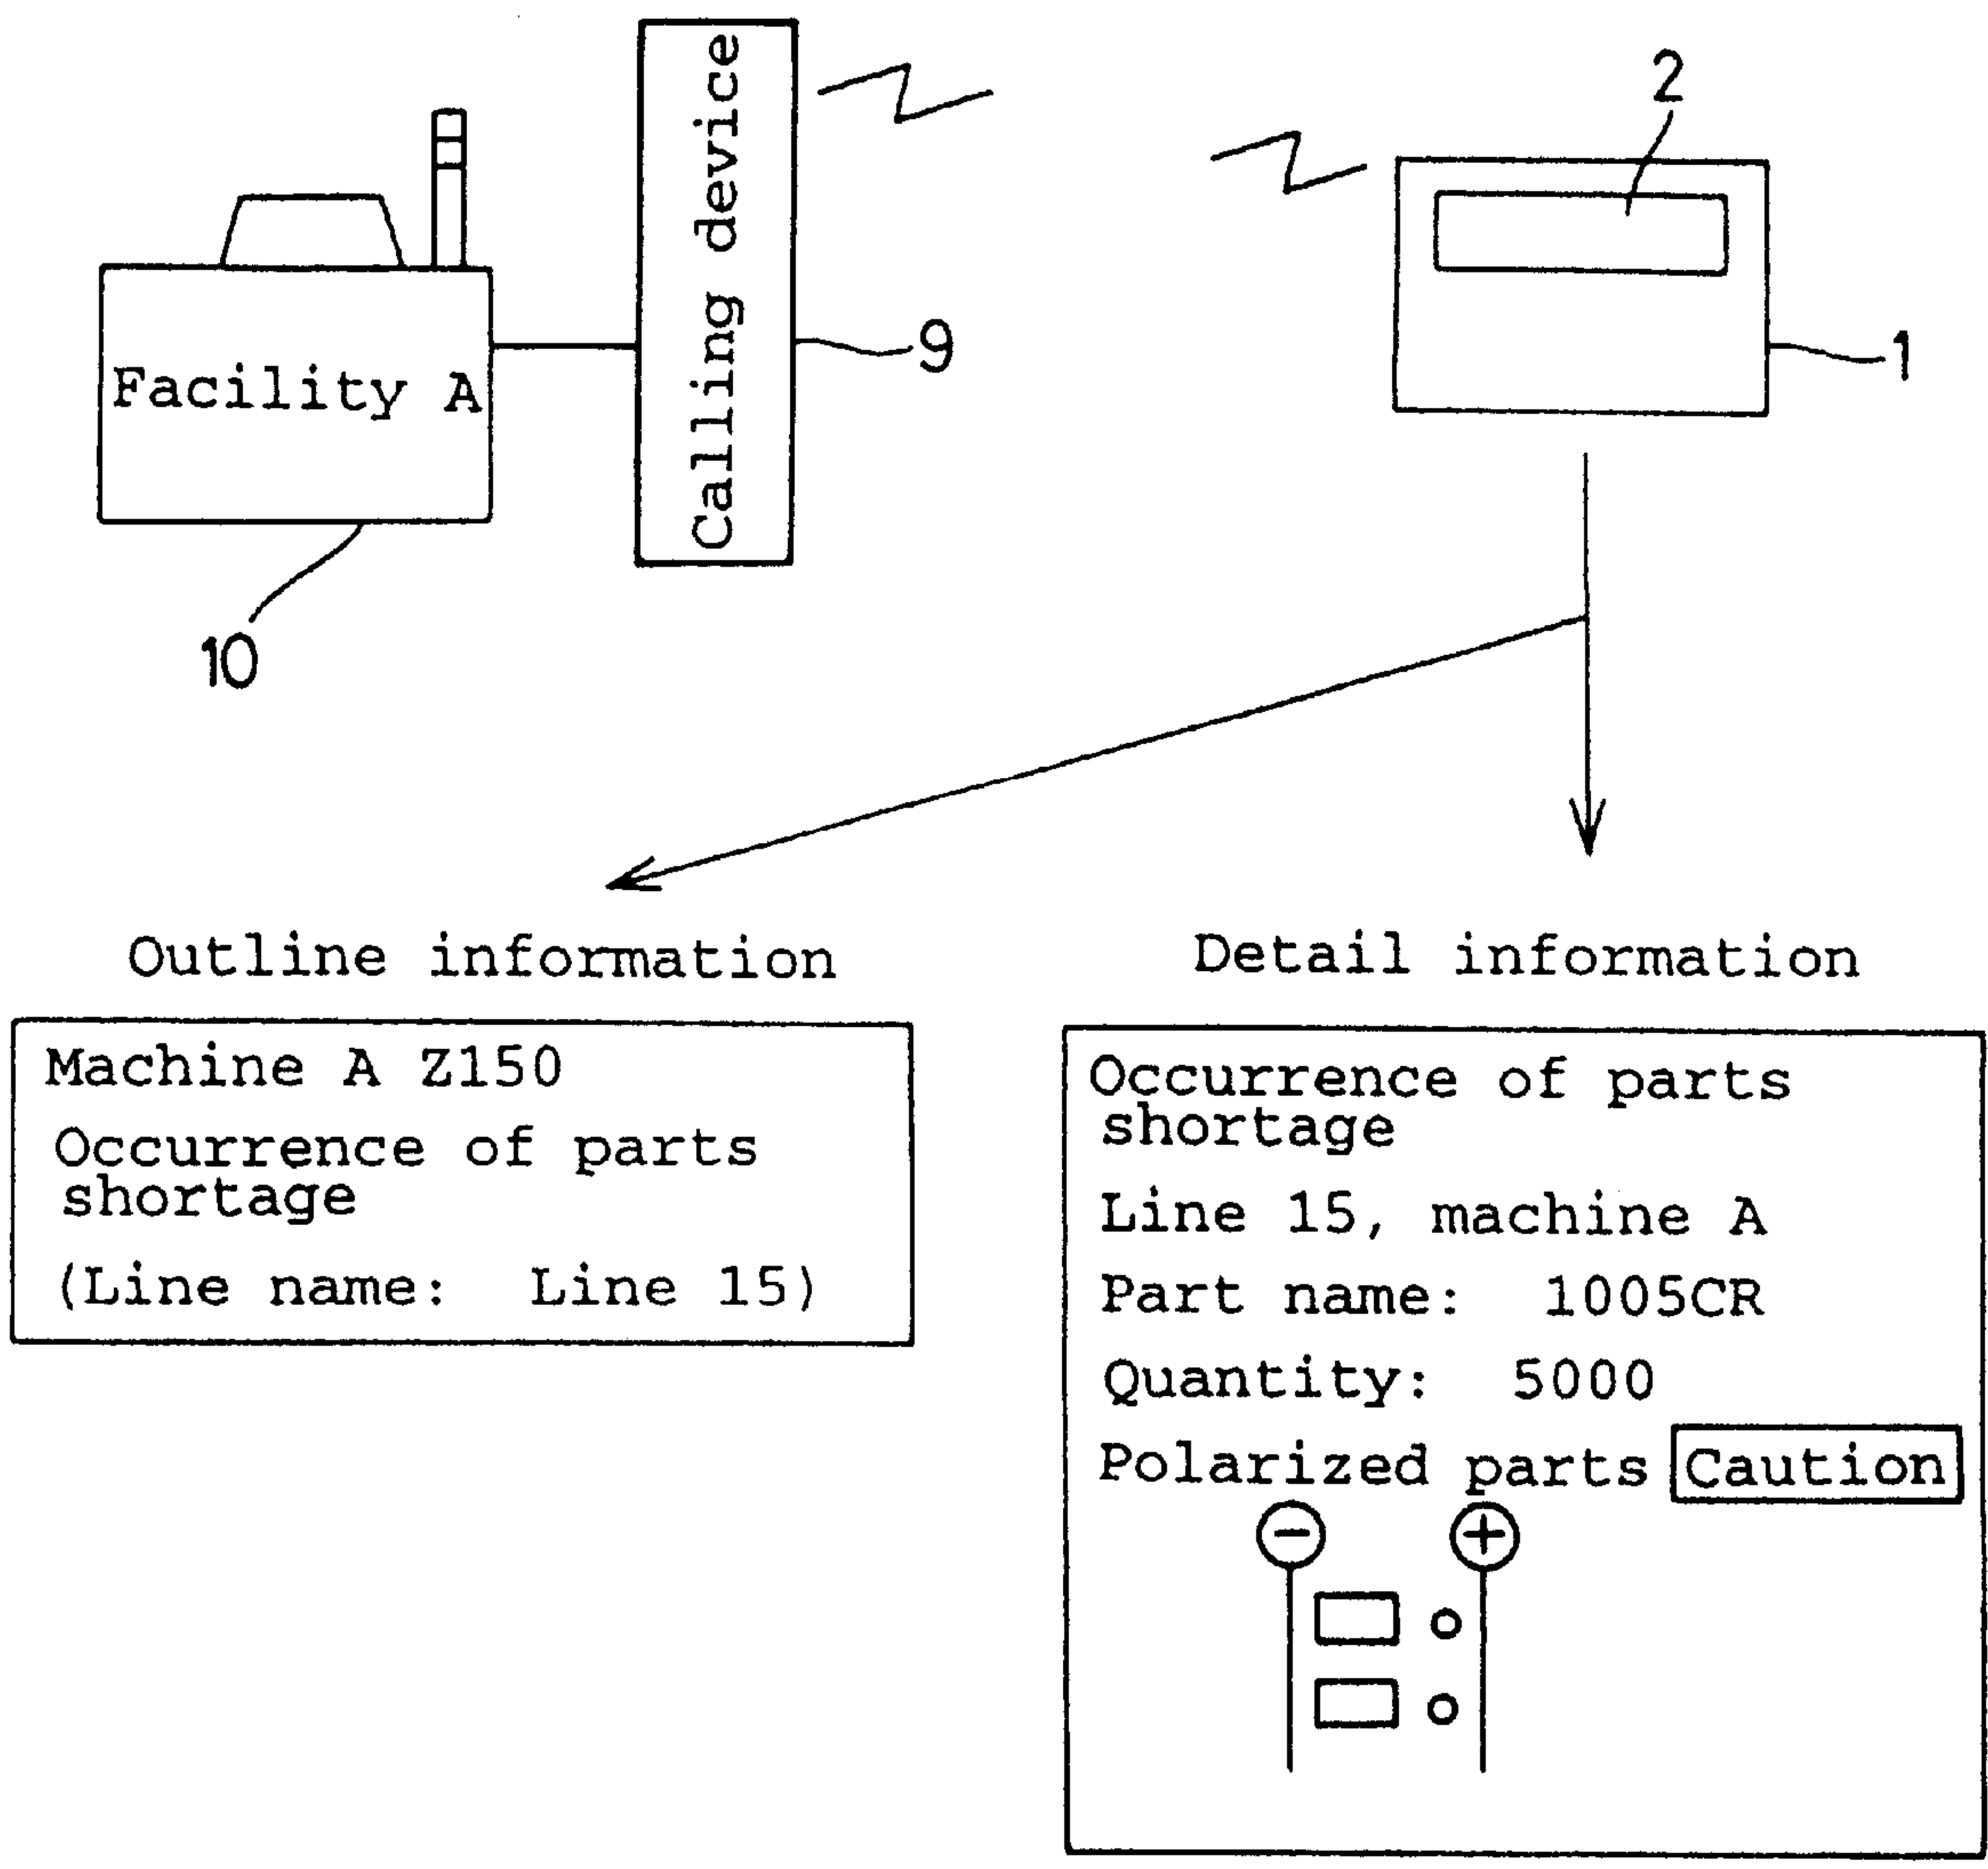 Calling device
2
Facility A
9
1
10
Outline information
Machine A Z150
Occurrence of parts
shortage
(Line name: Line 15)
Detail information
Occurrence of parts
shortage
Line 15, machine A
Part name: 1005CR
Quantity: 5000
Polarized parts Caution
− +